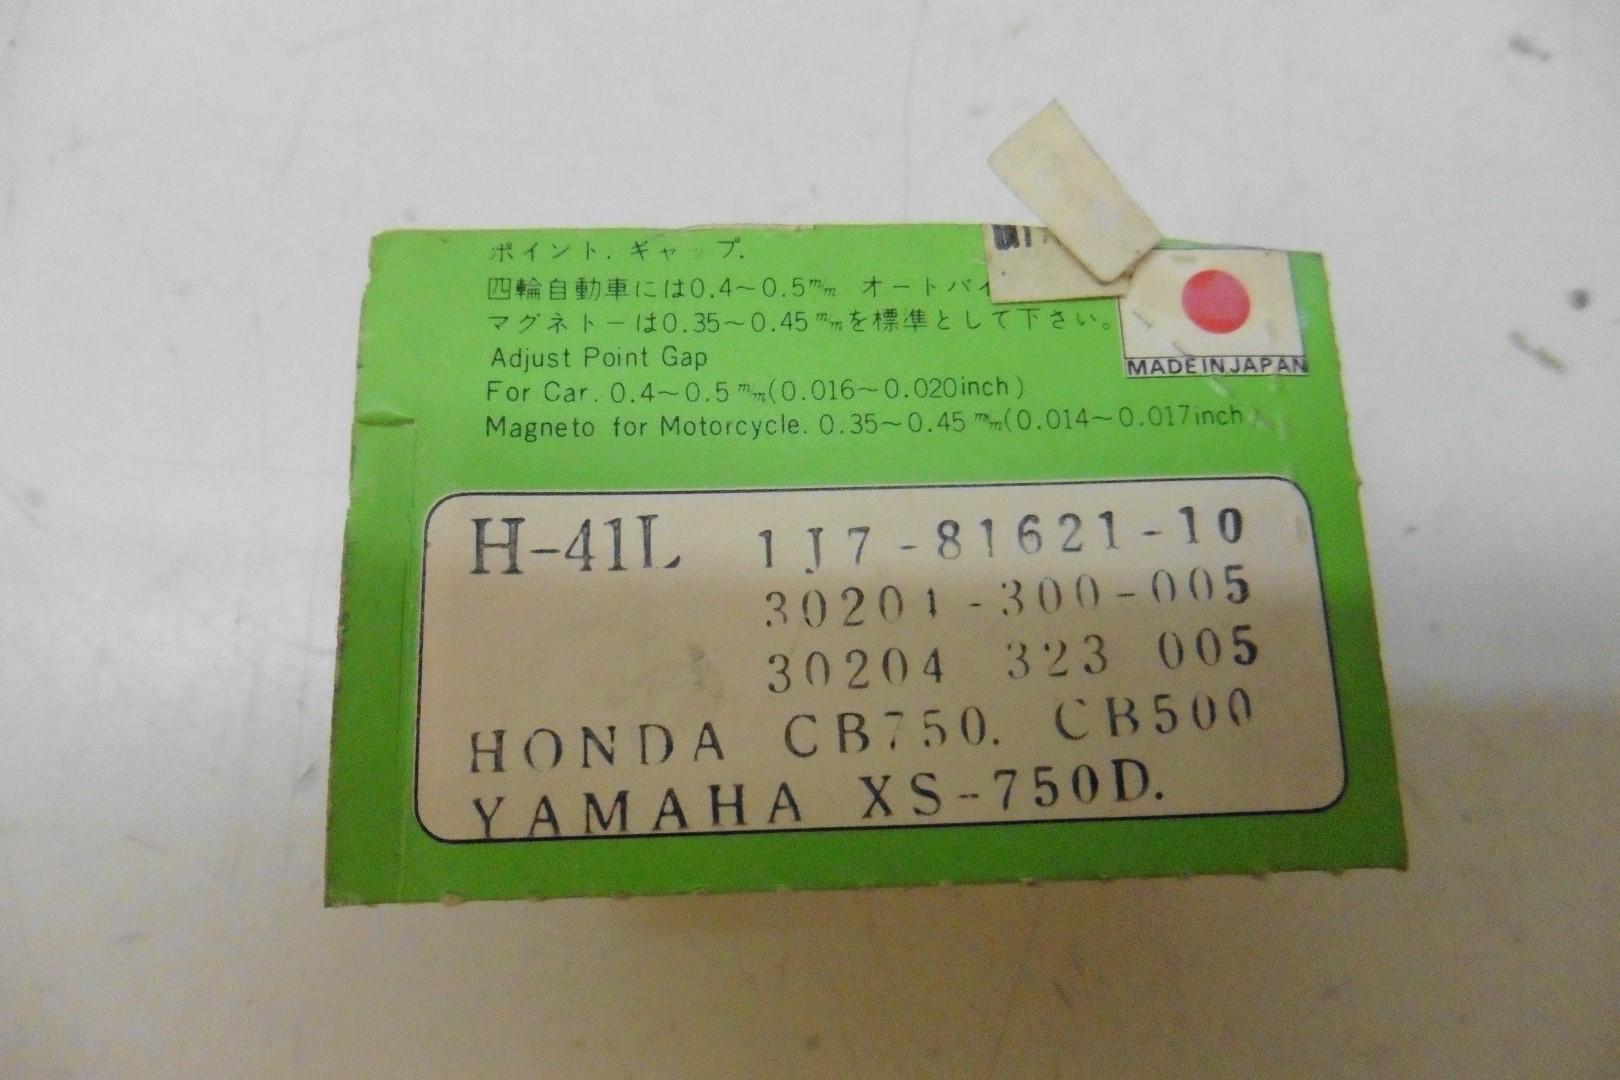 ポイント.ギャップ.
四輪自動車には0.4~0.5㎜ オートバイ
マグネトーは0.35~0.45㎜を標準として下さい。
Adjust Point Gap
For Car. 0.4~0.5㎜(0.016~0.020inch)
Magneto for Motorcycle. 0.35~0.45㎜(0.014~0.017inch)
MADE IN JAPAN
H-41L 1J7-81621-10
30201-300-005
30204 323 005
HONDA CB750. CB500
YAMAHA XS-750D.